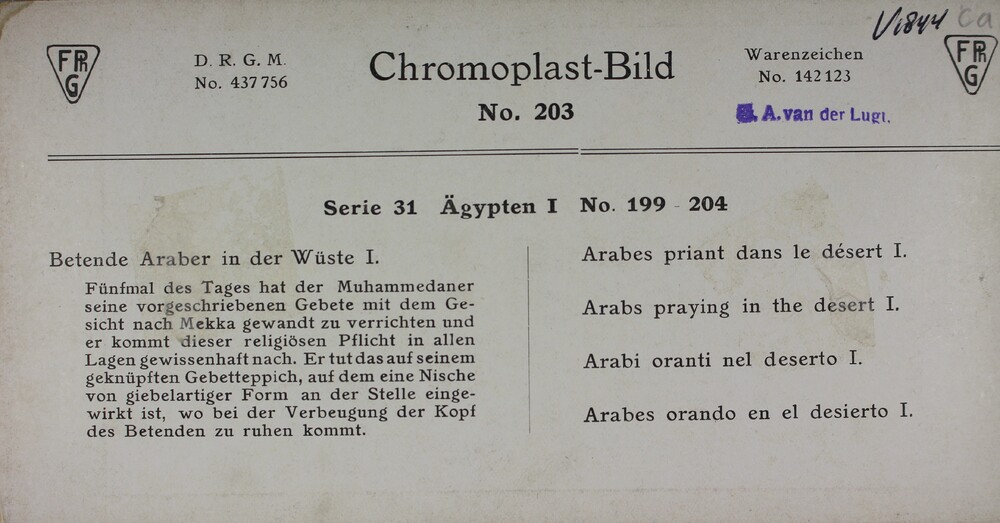 V1844 Ca
FRPH
G
D. R. G. M.
No. 437756
Chromoplast-Bild
No. 203
Warenzeichen
No. 142123
A. van der Lugt.
FRPH
G
Serie 31 Ägypten I No. 199 - 204
Betende Araber in der Wüste I.
Fünfmal des Tages hat der Muhammedaner
seine vorgeschriebenen Gebete mit dem Ge-
sicht nach Mekka gewandt zu verrichten und
er kommt dieser religiösen Pflicht in allen
Lagen gewissenhaft nach. Er tut das auf seinem
geknüpften Gebetteppich, auf dem eine Nische
von giebelartiger Form an der Stelle einge-
wirkt ist, wo bei der Verbeugung der Kopf
des Betenden zu ruhen kommt.
Arabes priant dans le désert I.
Arabs praying in the desert I.
Arabi oranti nel deserto I.
Arabes orando en el desierto I.